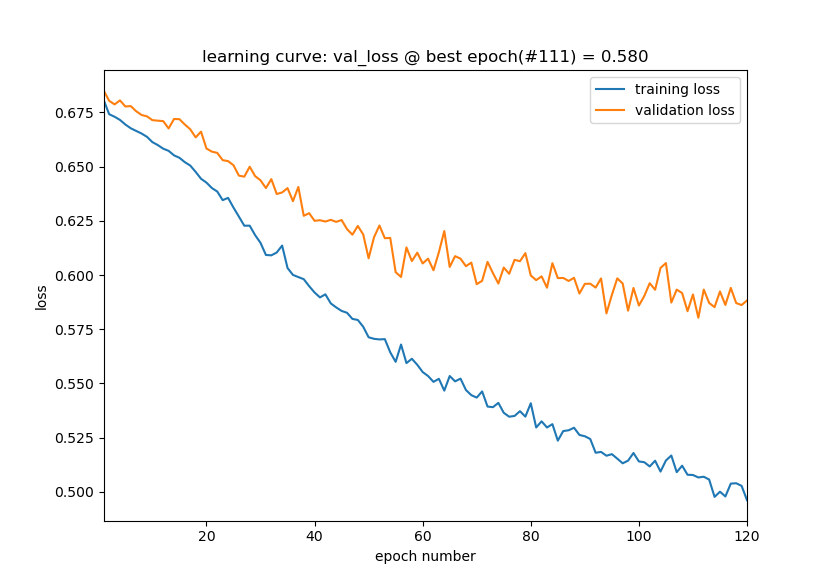 learning curve: val_loss @ best epoch(#111) = 0.580
training loss
validation loss
0.675
0.650
0.625
0.600
0.575
0.550
0.525
0.500
loss
20
40
60
80
100
120
epoch number